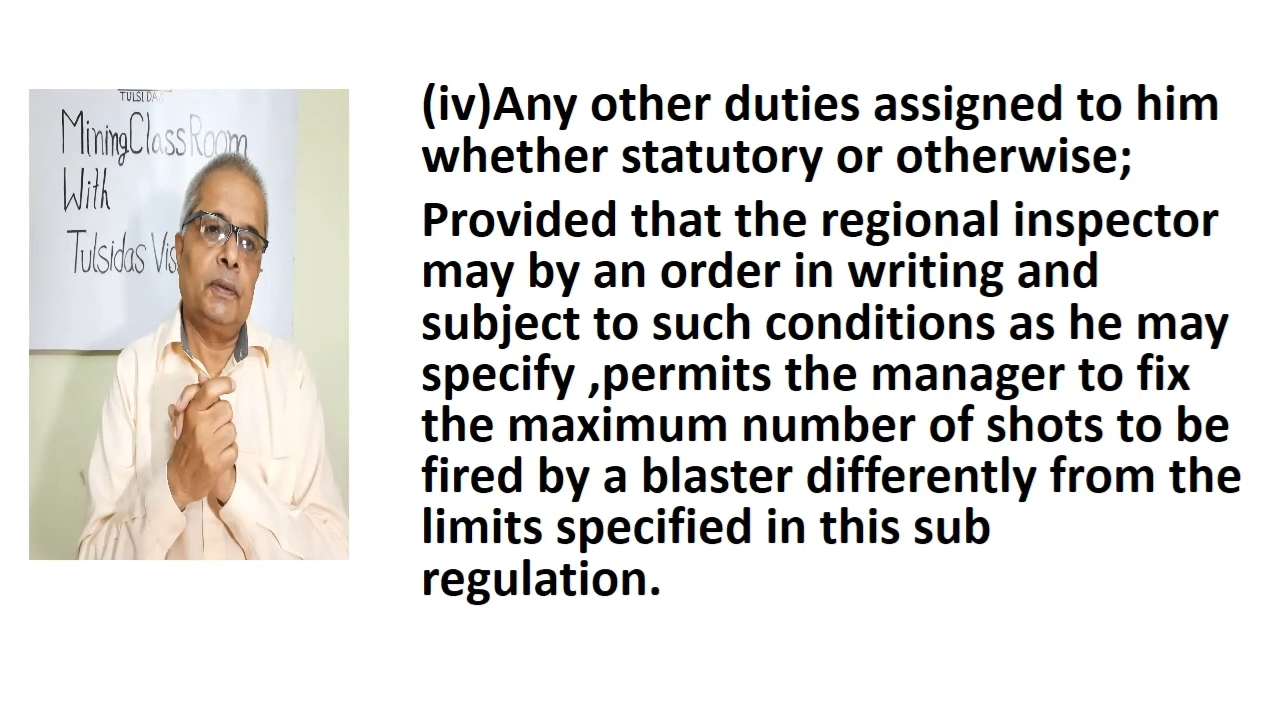 TULSIDAS
MiningClassRoom
With
Tulsidas Vis
(iv)Any other duties assigned to him
whether statutory or otherwise;
Provided that the regional inspector
may by an order in writing and
subject to such conditions as he may
specify ,permits the manager to fix
the maximum number of shots to be
fired by a blaster differently from the
limits specified in this sub
regulation.